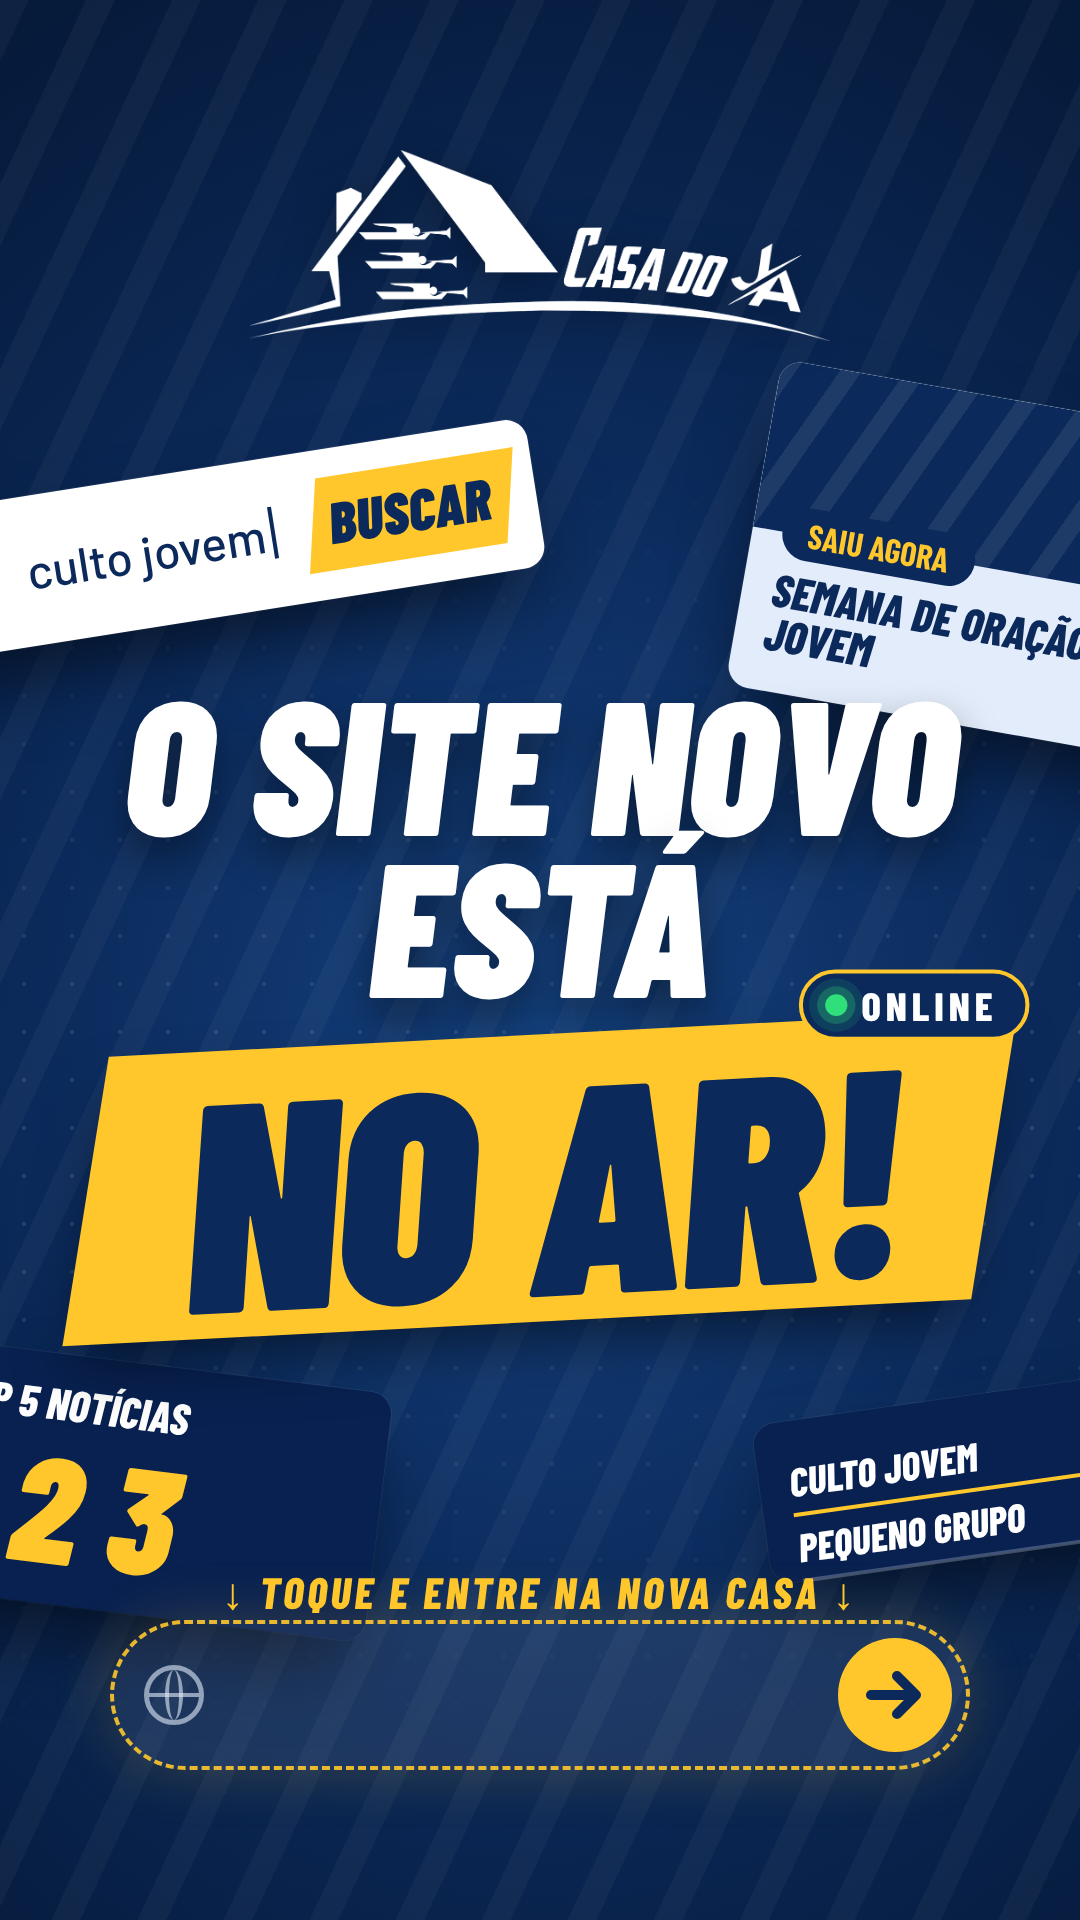 CASA DO JA
culto jovem
BUSCAR
SAIU AGORA
SEMANA DE ORAÇÃO
JOVEM
O SITE NOVO
ESTÁ
ONLINE
NO AR!
P 5 NOTÍCIAS
2 3
CULTO JOVEM
PEQUENO GRUPO
↓ TOQUE E ENTRE NA NOVA CASA ↓